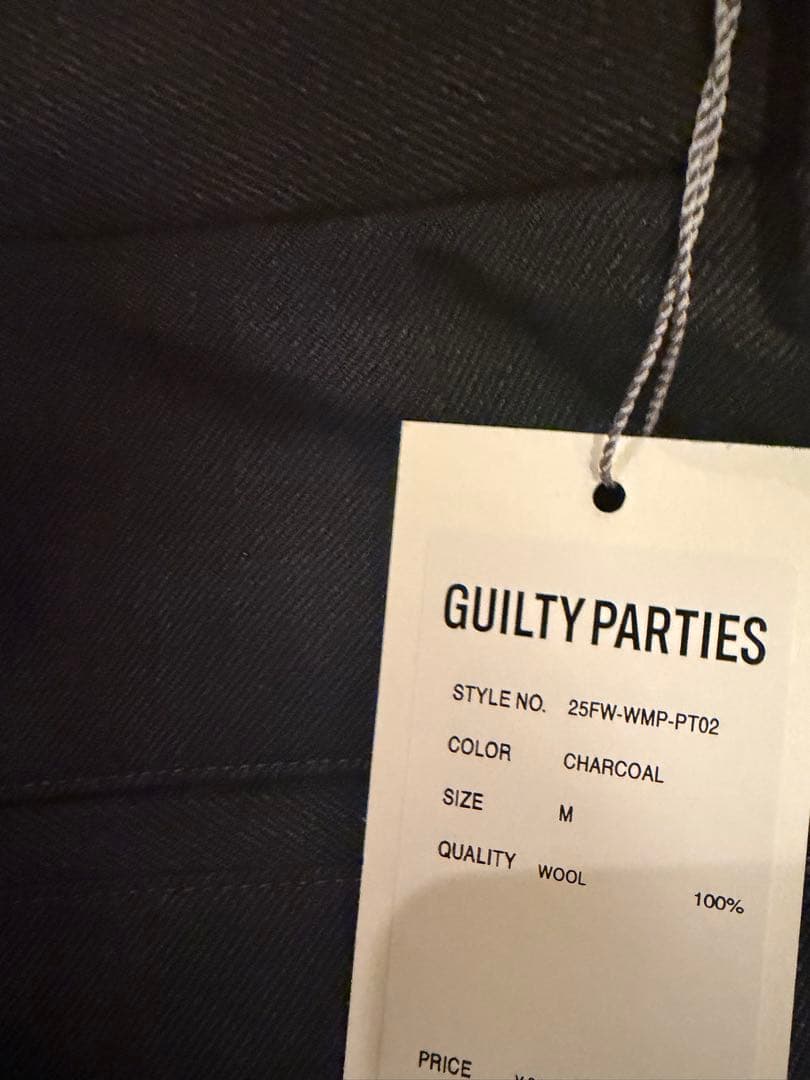 GUILTY PARTIES
STYLE NO. 25FW-WMP-PT02
COLOR CHARCOAL
SIZE M
QUALITY WOOL 100%
PRICE